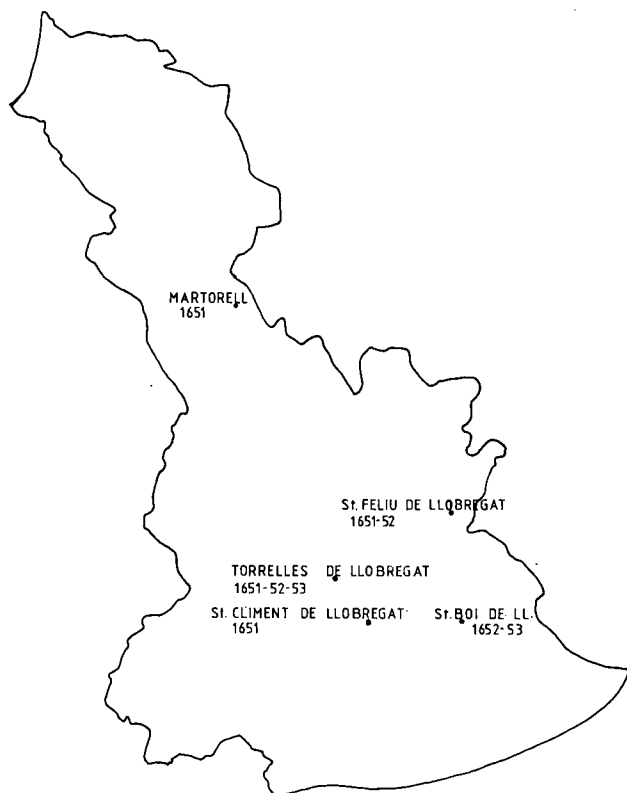 MARTORELL
1651
St. FELIU DE LLOBREGAT
1651-52
TORRELLES DE LLOBREGAT
1651-52-53
St. CLIMENT DE LLOBREGAT
1651
St. BOI DE LL.
1652-53